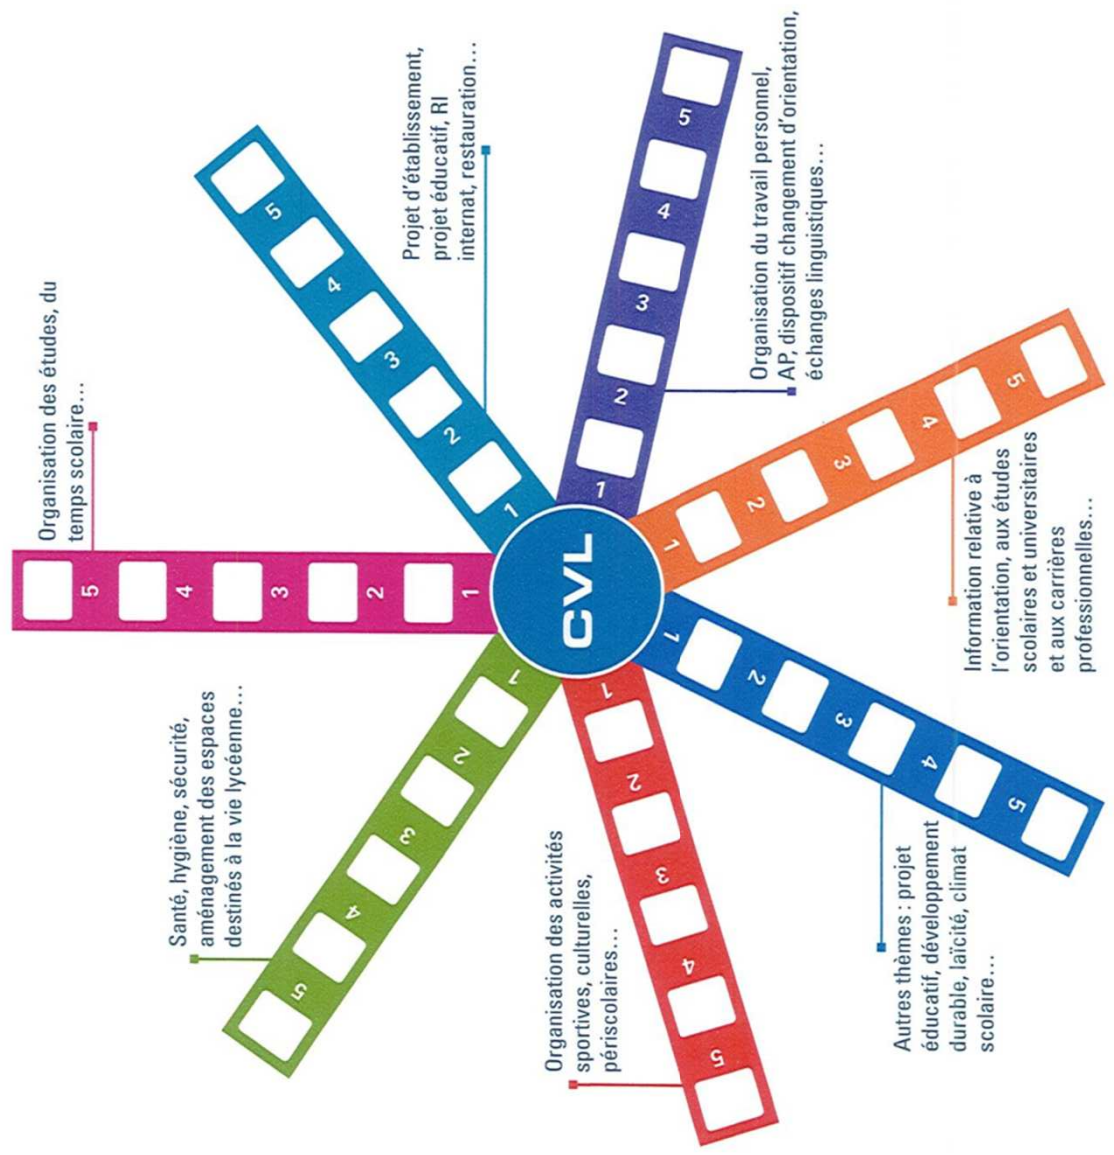 Organisation des études, du
temps scolaire…
5
4
3
2
1
Santé, hygiène, sécurité,
aménagement des espaces
destinés à la vie lycéenne…
5
4
3
2
1
Projet d'établissement,
projet éducatif, RI
internat, restauration…
1
2
3
4
5
Organisation des activités
sportives, culturelles,
périscolaires…
5
4
3
2
1
CVL
Organisation du travail personnel,
AP, dispositif changement d'orientation,
échanges linguistiques…
1
2
3
4
5
Autres thèmes : projet
éducatif, développement
durable, laïcité, climat
scolaire…
1
2
3
4
5
Information relative à
l'orientation, aux études
scolaires et universitaires
et aux carrières
professionnelles…
1
2
3
4
5